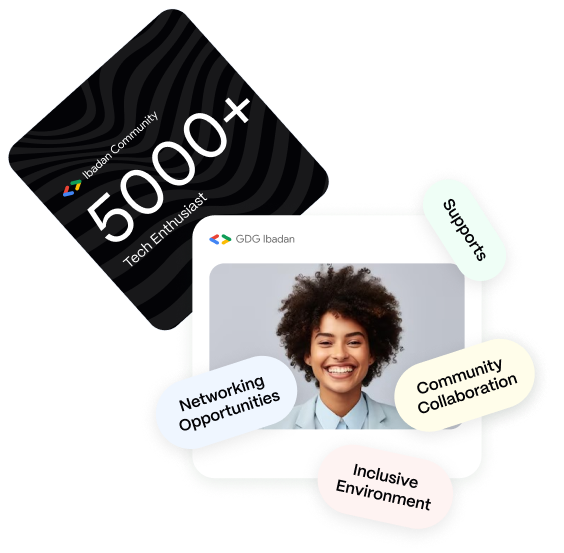 Ibadan Community
5000+
Tech Enthusiast
GDG Ibadan
Supports
Networking
Opportunities
Community
Collaboration
Inclusive
Environment